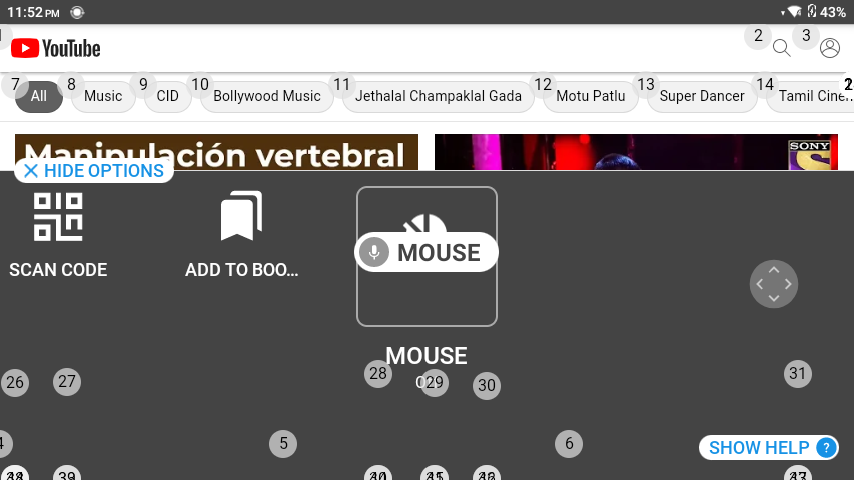 11:52 PM 43%
YouTube 2 3
7 8 9 10 11 12 13 14
All Music CID Bollywood Music Jethalal Champaklal Gada Motu Patlu Super Dancer Tamil Cine
Manipulación vertebral SONY
HIDE OPTIONS
SCAN CODE ADD TO BOO... MOUSE
MOUSE
26 27 28 29 30 31
4 5 6
SHOW HELP ?
39